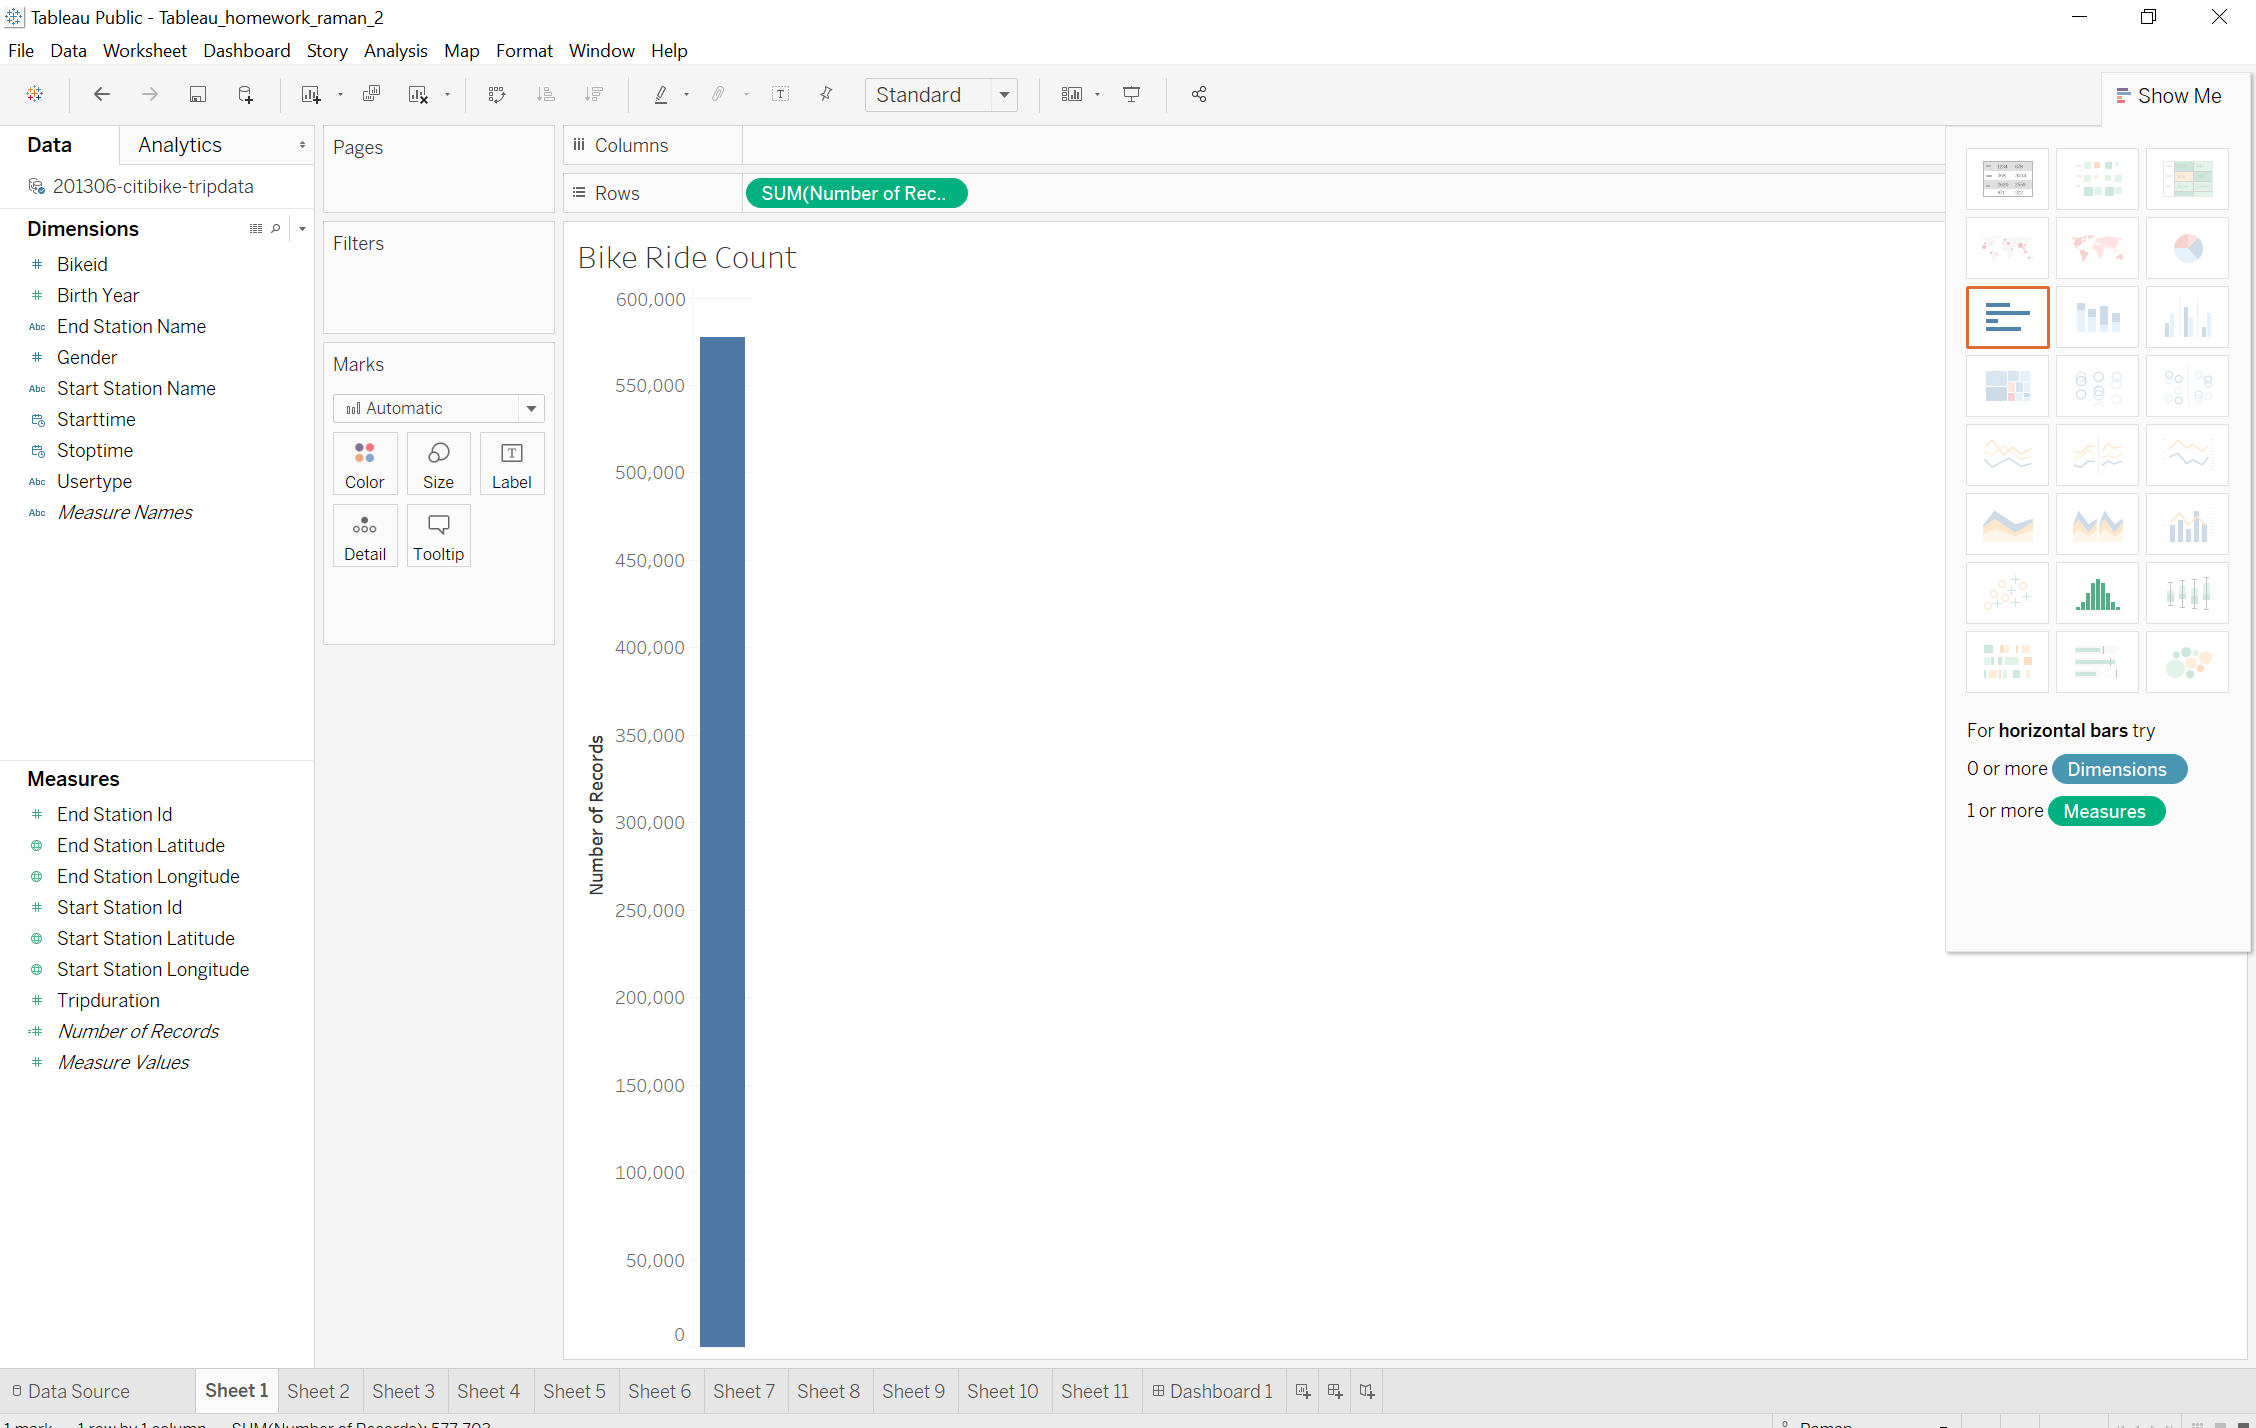 Tableau Public - Tableau_homework_raman_2
File Data Worksheet Dashboard Story Analysis Map Format Window Help
Standard
Show Me
Data Analytics
201306-citibike-tripdata
Dimensions
# Bikeid
# Birth Year
Abc End Station Name
# Gender
Abc Start Station Name
Starttime
Stoptime
Abc Usertype
Abc Measure Names
Measures
# End Station Id
End Station Latitude
End Station Longitude
# Start Station Id
Start Station Latitude
Start Station Longitude
# Tripduration
=# Number of Records
# Measure Values
Pages
Filters
Marks
Automatic
Color Size Label
Detail Tooltip
Columns
Rows SUM(Number of Rec..
Bike Ride Count
600,000
550,000
500,000
450,000
400,000
350,000
300,000
250,000
200,000
150,000
100,000
50,000
0
Number of Records
For horizontal bars try
0 or more Dimensions
1 or more Measures
Data Source Sheet 1 Sheet 2 Sheet 3 Sheet 4 Sheet 5 Sheet 6 Sheet 7 Sheet 8 Sheet 9 Sheet 10 Sheet 11 Dashboard 1
1 mark 1 row by 1 column SUM(Number of Records): 577,703 Raman